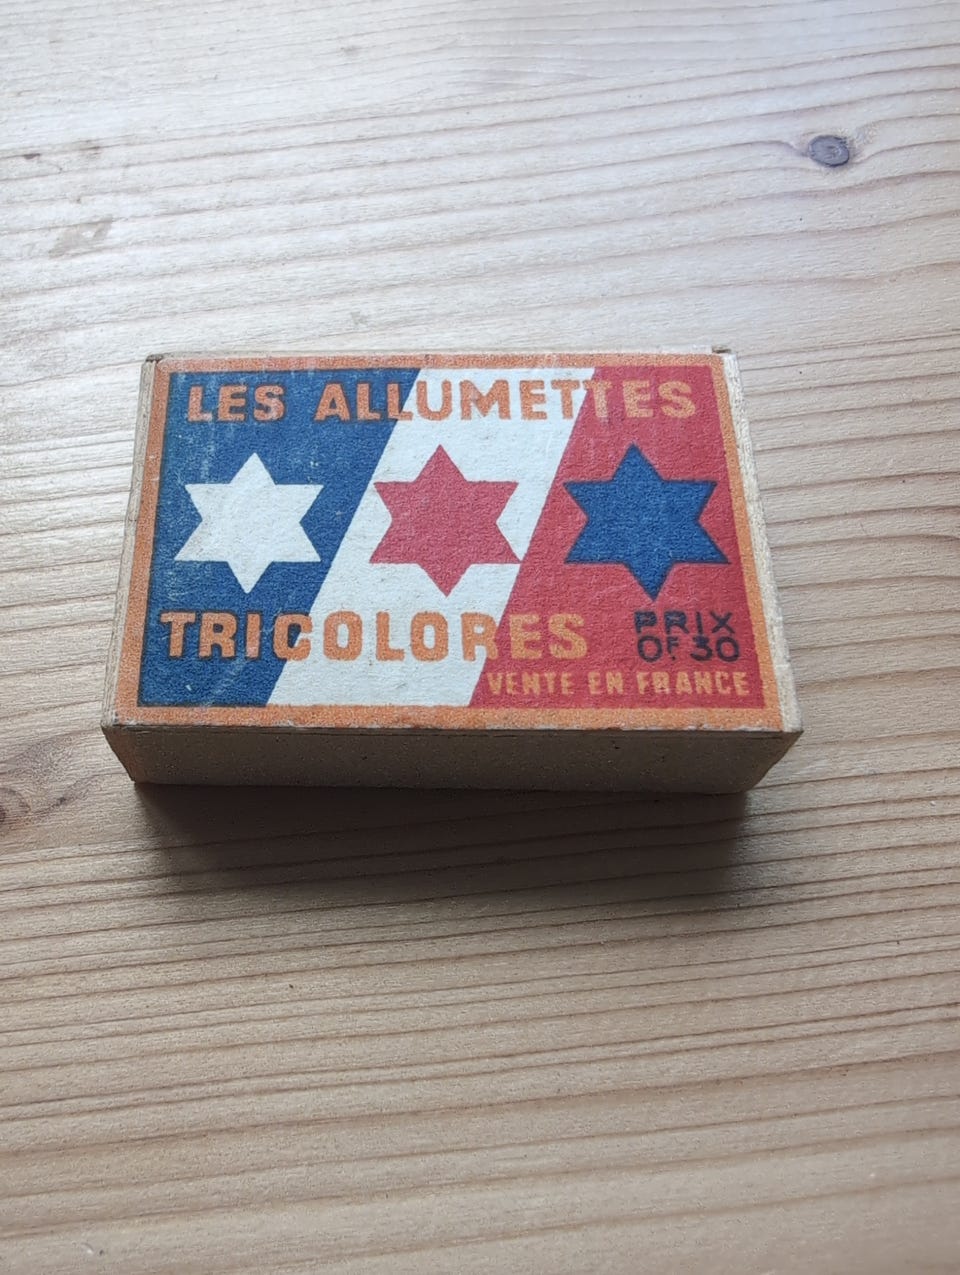 LES ALLUMETTES
TRICOLORES
PRIX
0F.30
VENTE EN FRANCE